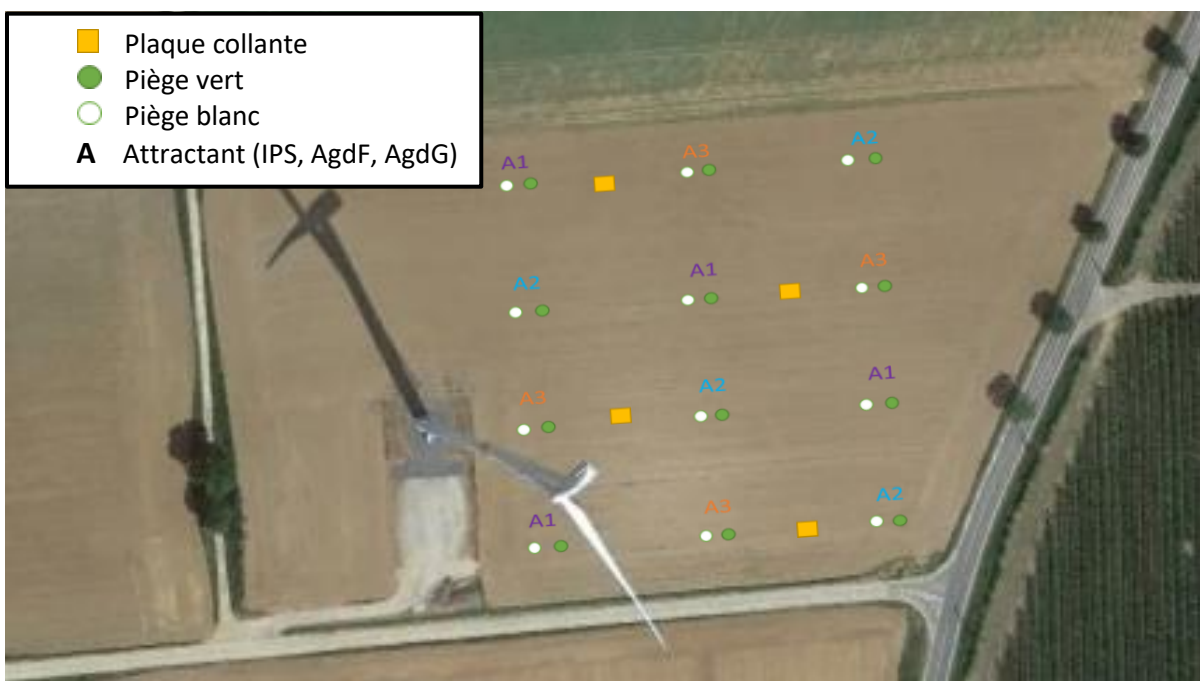 Plaque collante
Piège vert
Piège blanc
A Attractant (IPS, AgdF, AgdG)
A1 A3 A2
A2 A1 A3
A3 A2 A1
A1 A3 A2